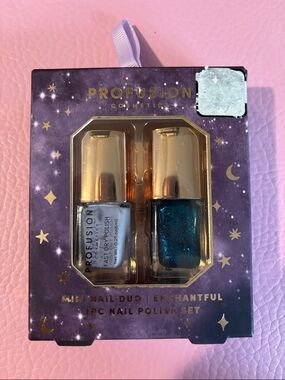 PROFUSION
COSMETICS
PROFUSION
FAST DRY POLISH
MINI NAIL DUO | ENCHANTFUL
2PC NAIL POLISH SET